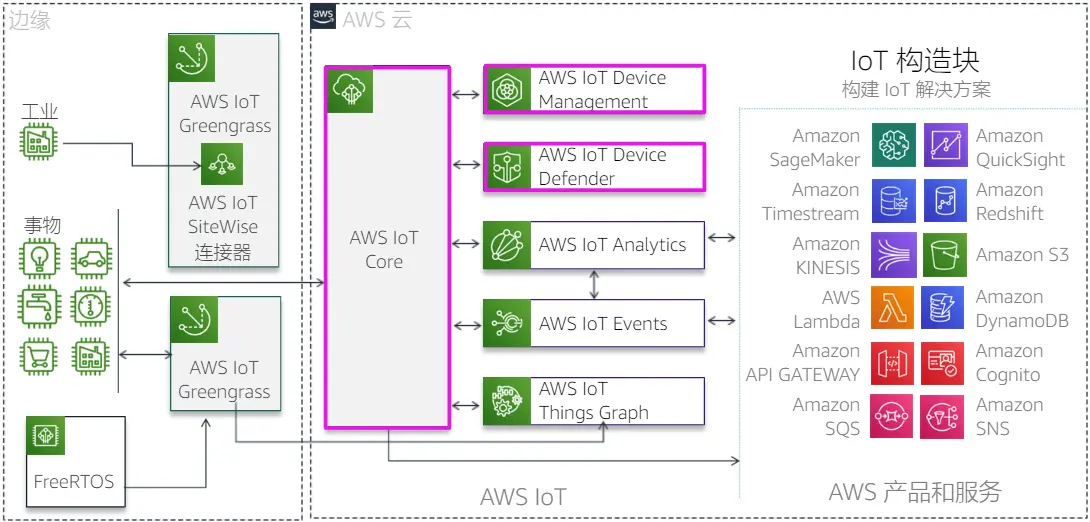 边缘
工业
AWS IoT
Greengrass
AWS IoT
SiteWise
连接器
事物
AWS IoT
Greengrass
FreeRTOS
aws
AWS 云
AWS IoT
Core
AWS IoT Device
Management
AWS IoT Device
Defender
AWS IoT Analytics
AWS IoT Events
AWS IoT
Things Graph
AWS IoT
IoT 构造块
构建 IoT 解决方案
Amazon
SageMaker
Amazon
QuickSight
Amazon
Timestream
Amazon
Redshift
Amazon
KINESIS
Amazon S3
AWS
Lambda
Amazon
DynamoDB
Amazon
API GATEWAY
Amazon
Cognito
Amazon
SQS
Amazon
SNS
AWS 产品和服务